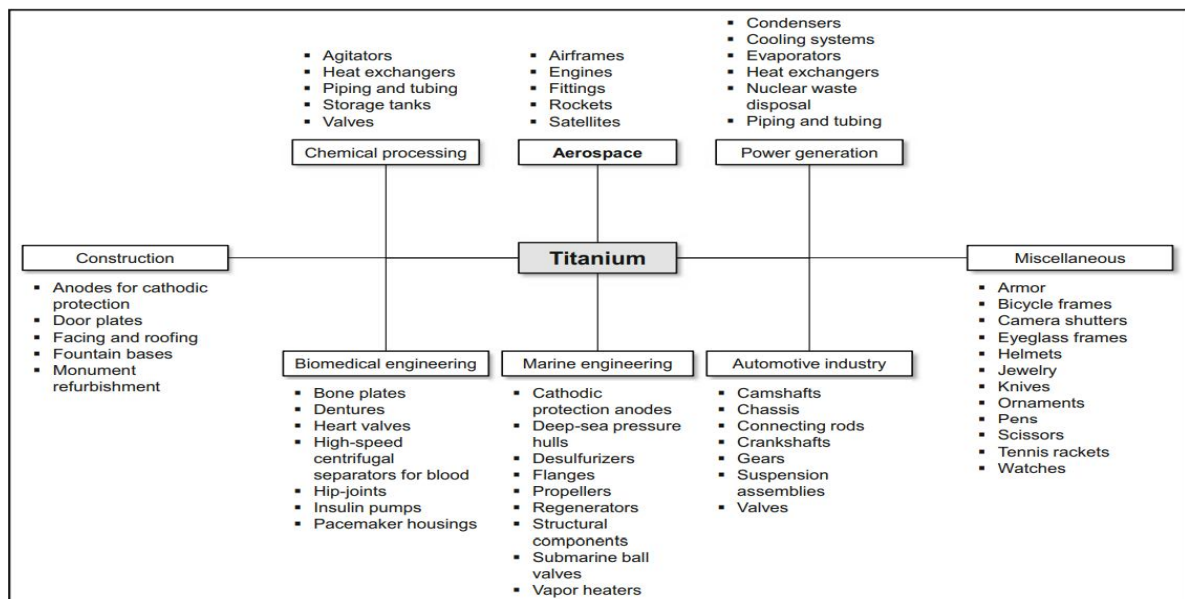 Agitators
Heat exchangers
Piping and tubing
Storage tanks
Valves
Chemical processing
Airframes
Engines
Fittings
Rockets
Satellites
Aerospace
Condensers
Cooling systems
Evaporators
Heat exchangers
Nuclear waste
disposal
Piping and tubing
Power generation
Titanium
Construction
Anodes for cathodic
protection
Door plates
Facing and roofing
Fountain bases
Monument
refurbishment
Biomedical engineering
Bone plates
Dentures
Heart valves
High-speed
centrifugal
separators for blood
Hip-joints
Insulin pumps
Pacemaker housings
Marine engineering
Cathodic
protection anodes
Deep-sea pressure
hulls
Desulfurizers
Flanges
Propellers
Regenerators
Structural
components
Submarine ball
valves
Vapor heaters
Automotive industry
Camshafts
Chassis
Connecting rods
Crankshafts
Gears
Suspension
assemblies
Valves
Miscellaneous
Armor
Bicycle frames
Camera shutters
Eyeglass frames
Helmets
Jewelry
Knives
Ornaments
Pens
Scissors
Tennis rackets
Watches